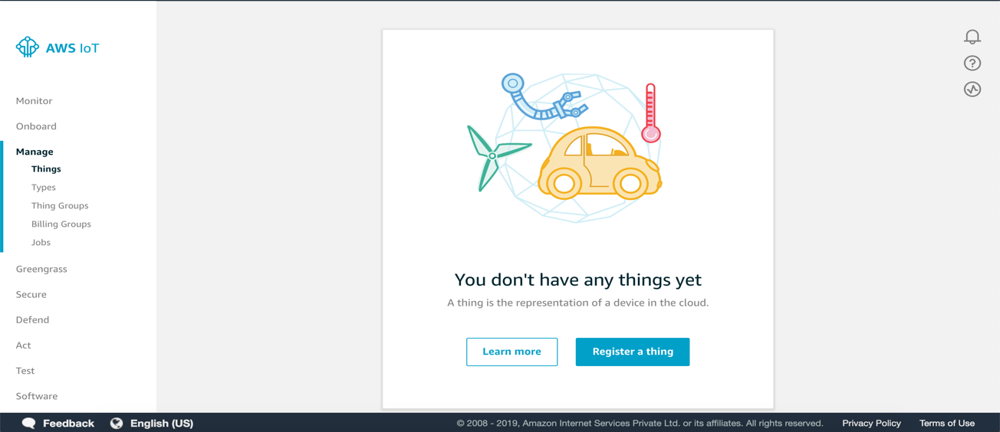 AWS IoT
Monitor
Onboard
Manage
Things
Types
Thing Groups
Billing Groups
Jobs
Greengrass
Secure
Defend
Act
Test
Software
You don't have any things yet
A thing is the representation of a device in the cloud.
Learn more
Register a thing
Feedback
English (US)
© 2008 - 2019, Amazon Internet Services Private Ltd. or its affiliates. All rights reserved.
Privacy Policy
Terms of Use